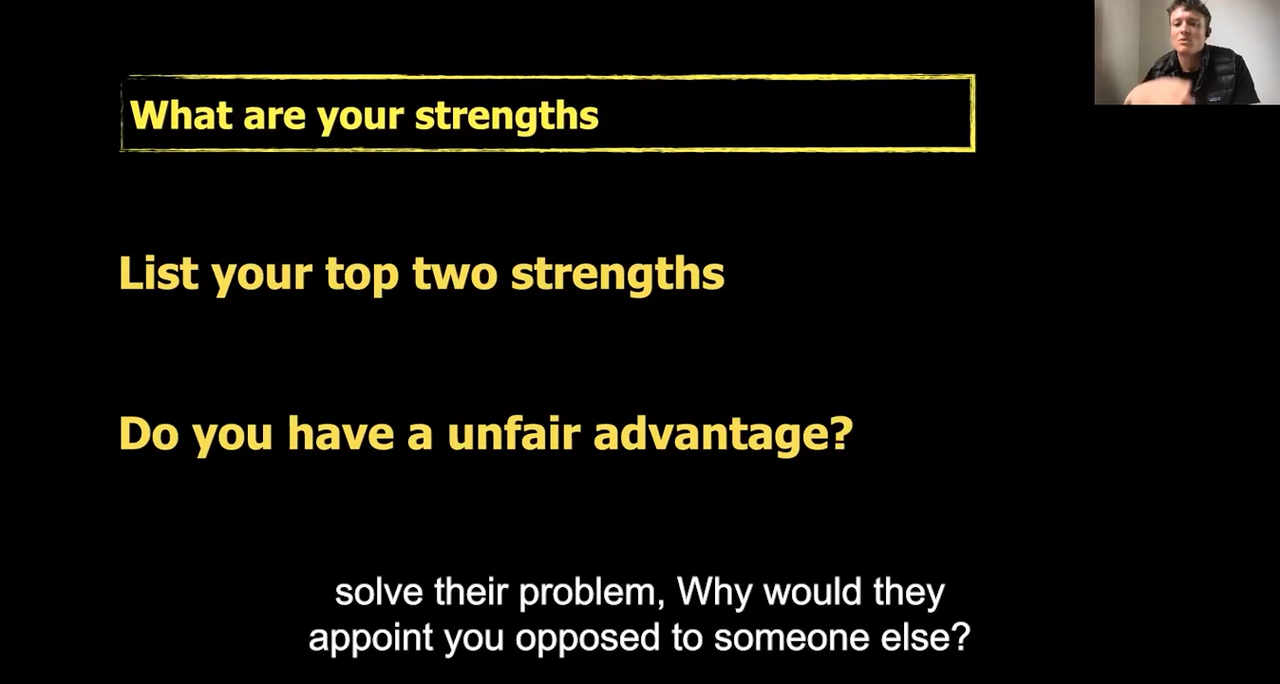 What are your strengths
List your top two strengths
Do you have a unfair advantage?
solve their problem, Why would they
appoint you opposed to someone else?